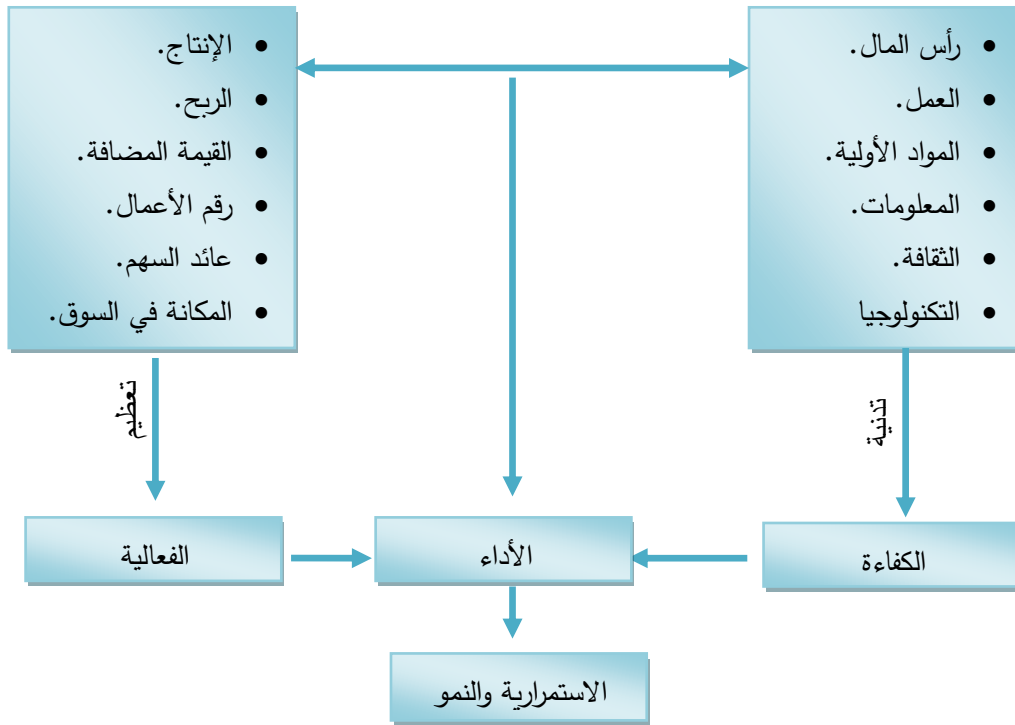 • رأس المال.
• العمل.
• المواد الأولية.
• المعلومات.
• الثقافة.
• التكنولوجيا
• الإنتاج.
• الربح.
• القيمة المضافة.
• رقم الأعمال.
• عائد السهم.
• المكانة في السوق.
تدنية
تعظيم
الكفاءة
الأداء
الفعالية
الاستمرارية والنمو